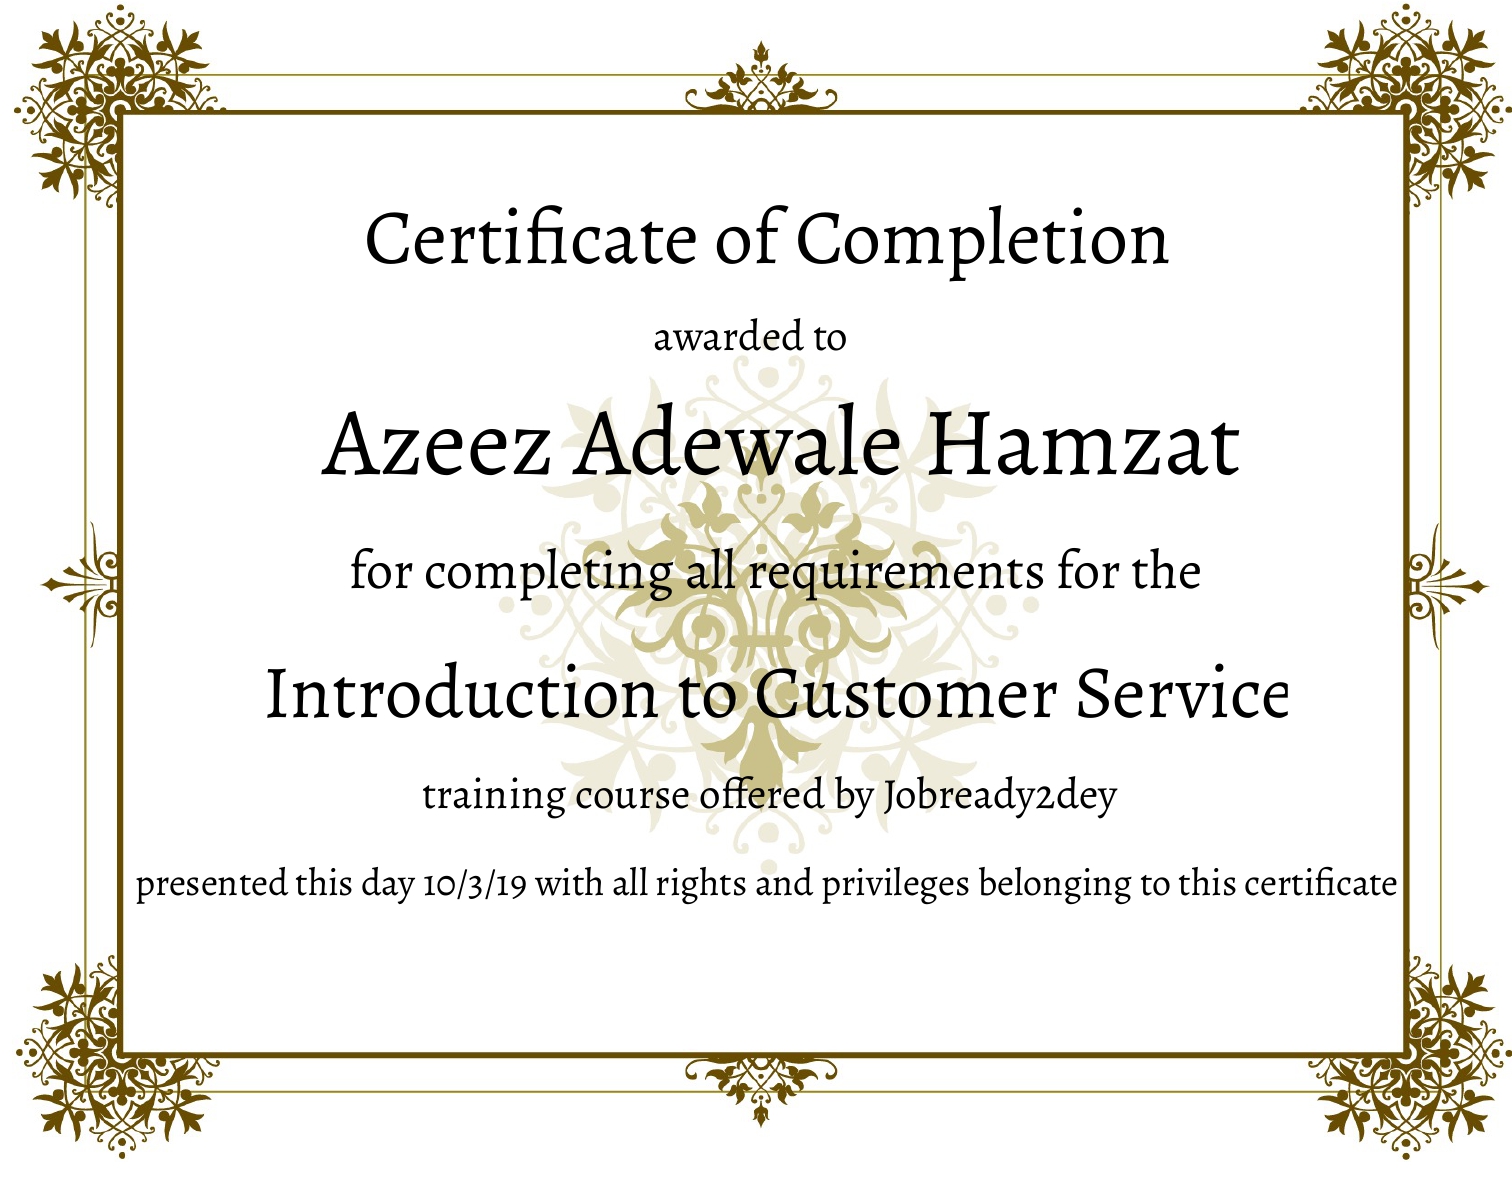 Certificate of Completion
awarded to
Azeez Adewale Hamzat
for completing all requirements for the
Introduction to Customer Service
training course offered by Jobready2dey
presented this day 10/3/19 with all rights and privileges belonging to this certificate